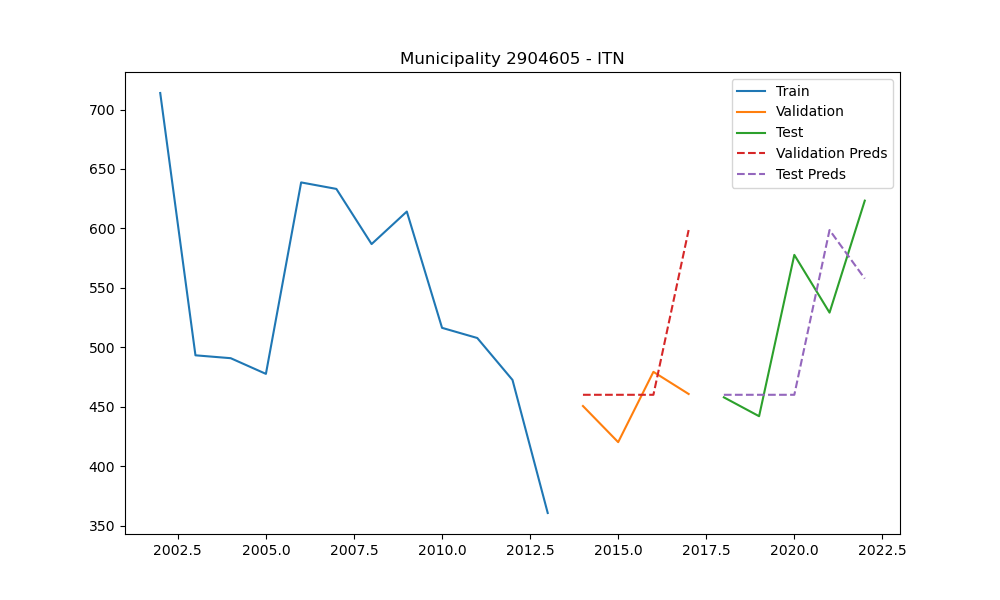 Municipality 2904605 - ITN
Train
Validation
Test
Validation Preds
Test Preds
700
650
600
550
500
450
400
350
2002.5 2005.0 2007.5 2010.0 2012.5 2015.0 2017.5 2020.0 2022.5